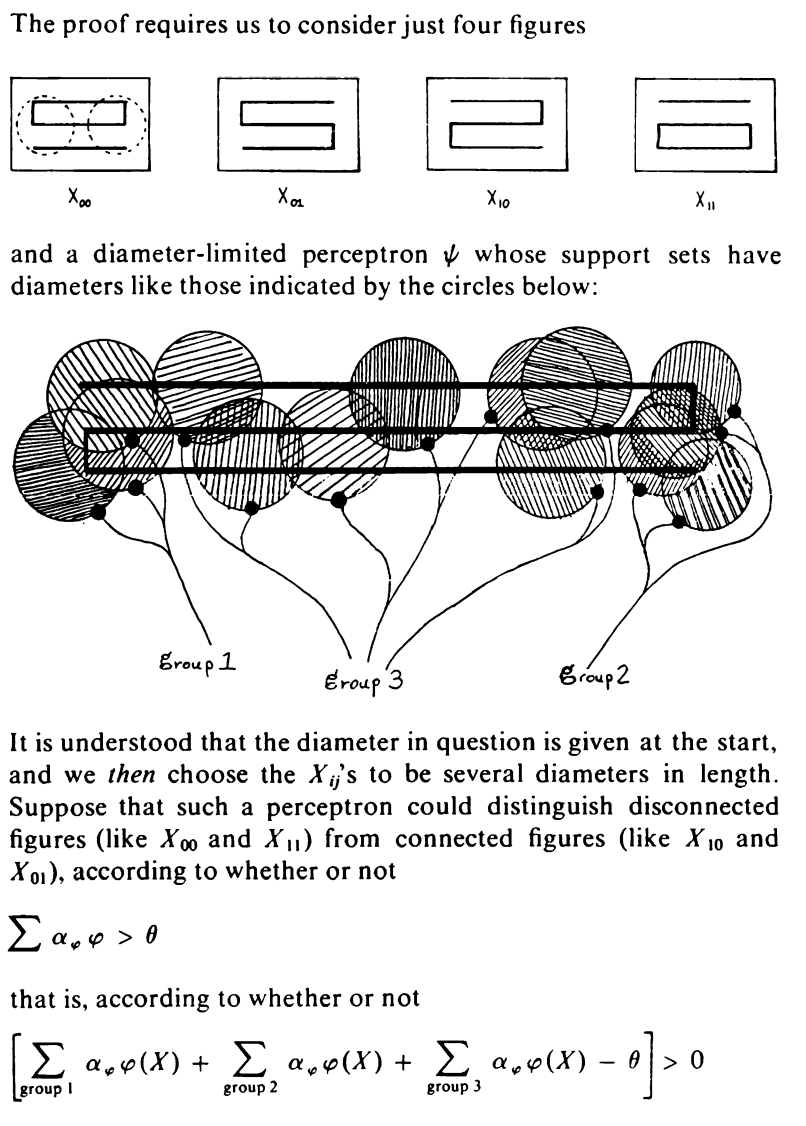 The proof requires us to consider just four figures
X₀₀ X₀₁ X₁₀ X₁₁
and a diameter-limited perceptron ψ whose support sets have
diameters like those indicated by the circles below:
group 1 group 3 group 2
It is understood that the diameter in question is given at the start,
and we then choose the Xᵢⱼ's to be several diameters in length.
Suppose that such a perceptron could distinguish disconnected
figures (like X₀₀ and X₁₁) from connected figures (like X₁₀ and
X₀₁), according to whether or not
∑ α_φ φ > θ
that is, according to whether or not
[∑ α_φ φ(X) + ∑ α_φ φ(X) + ∑ α_φ φ(X) − θ] > 0
group 1 group 2 group 3